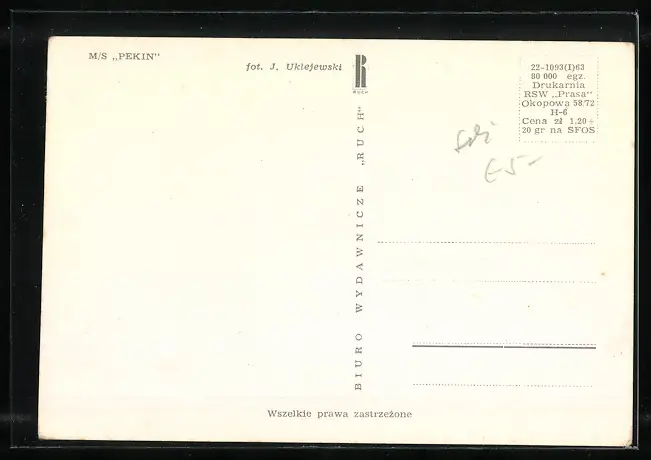 M/S „PEKIN"
fot. J. Uklejewski
RUCH
BIURO WYDAWNICZE „RUCH"
22-1093(I)63
80 000 egz.
Drukarnia
RSW „Prasa"
Okopowa 58/72
H-6
Cena zł 1,20+
20 gr na SFOS
€5-
Wszelkie prawa zastrzeżone